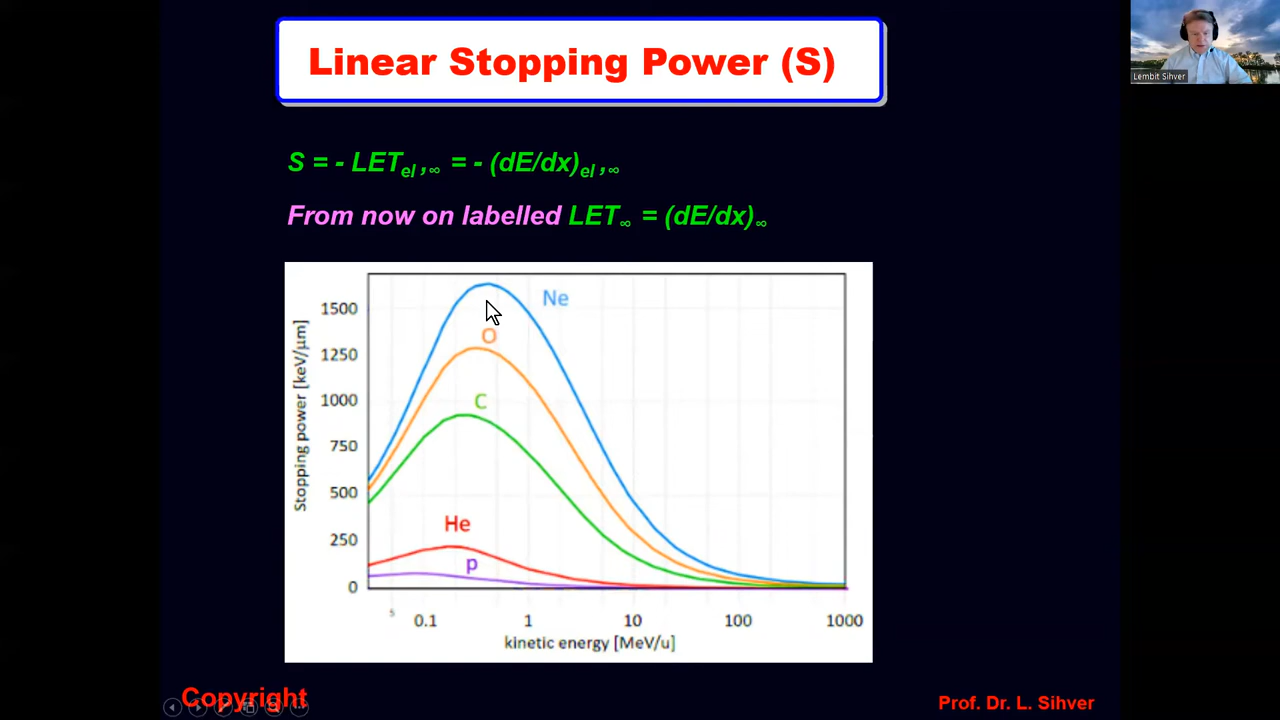 Linear Stopping Power (S)
Lembit Sihver
S = - LETel ,∞ = - (dE/dx)el ,∞
From now on labelled LET∞ = (dE/dx)∞
Stopping power [keV/µm]
1500
1250
1000
750
500
250
0
Ne
O
C
He
p
5
0.1
1
10
100
1000
kinetic energy [MeV/u]
Copyright
Prof. Dr. L. Sihver